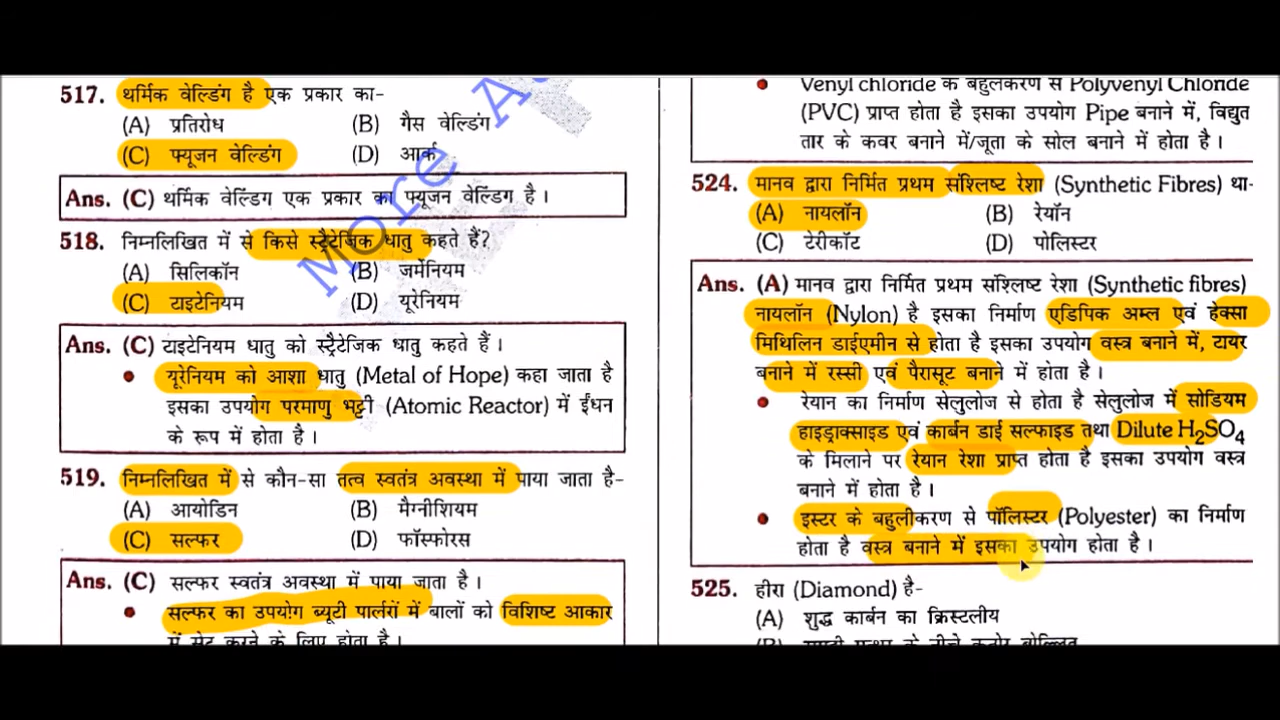 517. थर्मिक वेल्डिंग है एक प्रकार का-
(A) प्रतिरोध (B) गैस वेल्डिंग
(C) फ्यूजन वेल्डिंग (D) आर्क
Ans. (C) थर्मिक वेल्डिंग एक प्रकार का फ्यूजन वेल्डिंग है।
518. निम्नलिखित में से किसे स्ट्रैटेजिक धातु कहते हैं?
(A) सिलिकॉन (B) जर्मेनियम
(C) टाइटेनियम (D) यूरेनियम
Ans. (C) टाइटेनियम धातु को स्ट्रैटेजिक धातु कहते हैं।
• यूरेनियम को आशा धातु (Metal of Hope) कहा जाता है
इसका उपयोग परमाणु भट्टी (Atomic Reactor) में ईंधन
के रूप में होता है।
519. निम्नलिखित में से कौन-सा तत्व स्वतंत्र अवस्था में पाया जाता है-
(A) आयोडिन (B) मैग्नीशियम
(C) सल्फर (D) फॉस्फोरस
Ans. (C) सल्फर स्वतंत्र अवस्था में पाया जाता है।
• सल्फर का उपयोग ब्यूटी पार्लरों में बालों को विशिष्ट आकार
में सेट करने के लिए होता है।
More
• Venyl chloride के बहुलकरण से Polyvenyl Chloride
(PVC) प्राप्त होता है इसका उपयोग Pipe बनाने में, विद्युत
तार के कवर बनाने में/जूता के सोल बनाने में होता है।
524. मानव द्वारा निर्मित प्रथम संश्लिष्ट रेशा (Synthetic Fibres) था-
(A) नायलॉन (B) रेयॉन
(C) टेरीकॉट (D) पोलिस्टर
Ans. (A) मानव द्वारा निर्मित प्रथम संश्लिष्ट रेशा (Synthetic fibres)
नायलॉन (Nylon) है इसका निर्माण एडिपिक अम्ल एवं हेक्सा
मिथिलिन डाईएमीन से होता है इसका उपयोग वस्त्र बनाने में, टायर
बनाने में रस्सी एवं पैरासूट बनाने में होता है।
• रेयान का निर्माण सेलुलोज से होता है सेलुलोज में सोडियम
हाइड्राक्साइड एवं कार्बन डाई सल्फाइड तथा Dilute H₂SO₄
के मिलाने पर रेयान रेशा प्राप्त होता है इसका उपयोग वस्त्र
बनाने में होता है।
• इस्टर के बहुलीकरण से पॉलिस्टर (Polyester) का निर्माण
होता है वस्त्र बनाने में इसका उपयोग होता है।
525. हीरा (Diamond) है-
(A) शुद्ध कार्बन का क्रिस्टलीय